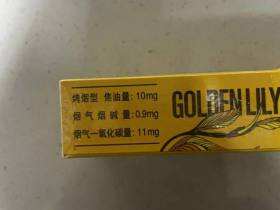 烤烟型 焦油量: 10mg
烟气烟碱量: 0.9mg
烟气一氧化碳量: 11mg
GOLDEN LILY